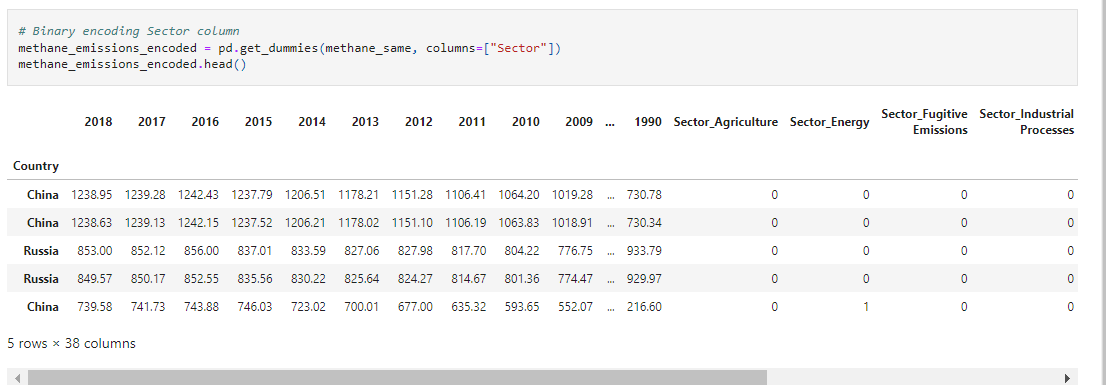 # Binary encoding Sector column
methane_emissions_encoded = pd.get_dummies(methane_same, columns=["Sector"])
methane_emissions_encoded.head()
2018 2017 2016 2015 2014 2013 2012 2011 2010 2009 ... 1990 Sector_Agriculture Sector_Energy Sector_Fugitive Emissions Sector_Industrial Processes
Country
China 1238.95 1239.28 1242.43 1237.79 1206.51 1178.21 1151.28 1106.41 1064.20 1019.28 ... 730.78 0 0 0 0
China 1238.63 1239.13 1242.15 1237.52 1206.21 1178.02 1151.10 1106.19 1063.83 1018.91 ... 730.34 0 0 0 0
Russia 853.00 852.12 856.00 837.01 833.59 827.06 827.98 817.70 804.22 776.75 ... 933.79 0 0 0 0
Russia 849.57 850.17 852.55 835.56 830.22 825.64 824.27 814.67 801.36 774.47 ... 929.97 0 0 0 0
China 739.58 741.73 743.88 746.03 723.02 700.01 677.00 635.32 593.65 552.07 ... 216.60 0 1 0 0
5 rows × 38 columns